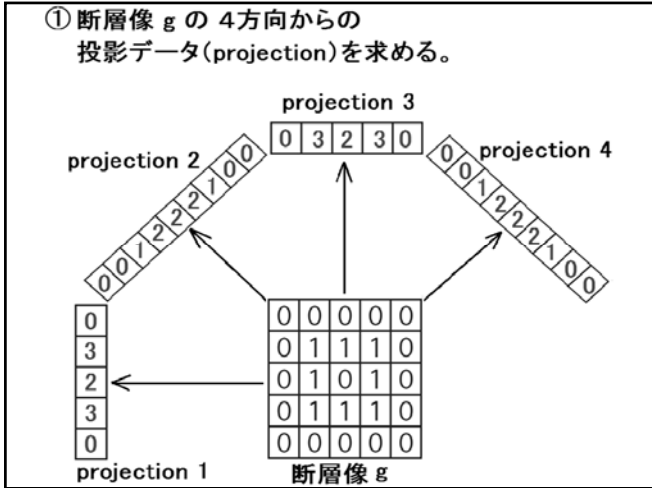 ① 断層像 g の 4方向からの
投影データ(projection)を求める。
projection 3
0 3 2 3 0
projection 2
0 0 1 2 2 2 1 0 0
projection 4
0 0 1 2 2 2 1 0 0
0
3
2
3
0
projection 1
0 0 0 0 0
0 1 1 1 0
0 1 0 1 0
0 1 1 1 0
0 0 0 0 0
断層像 g